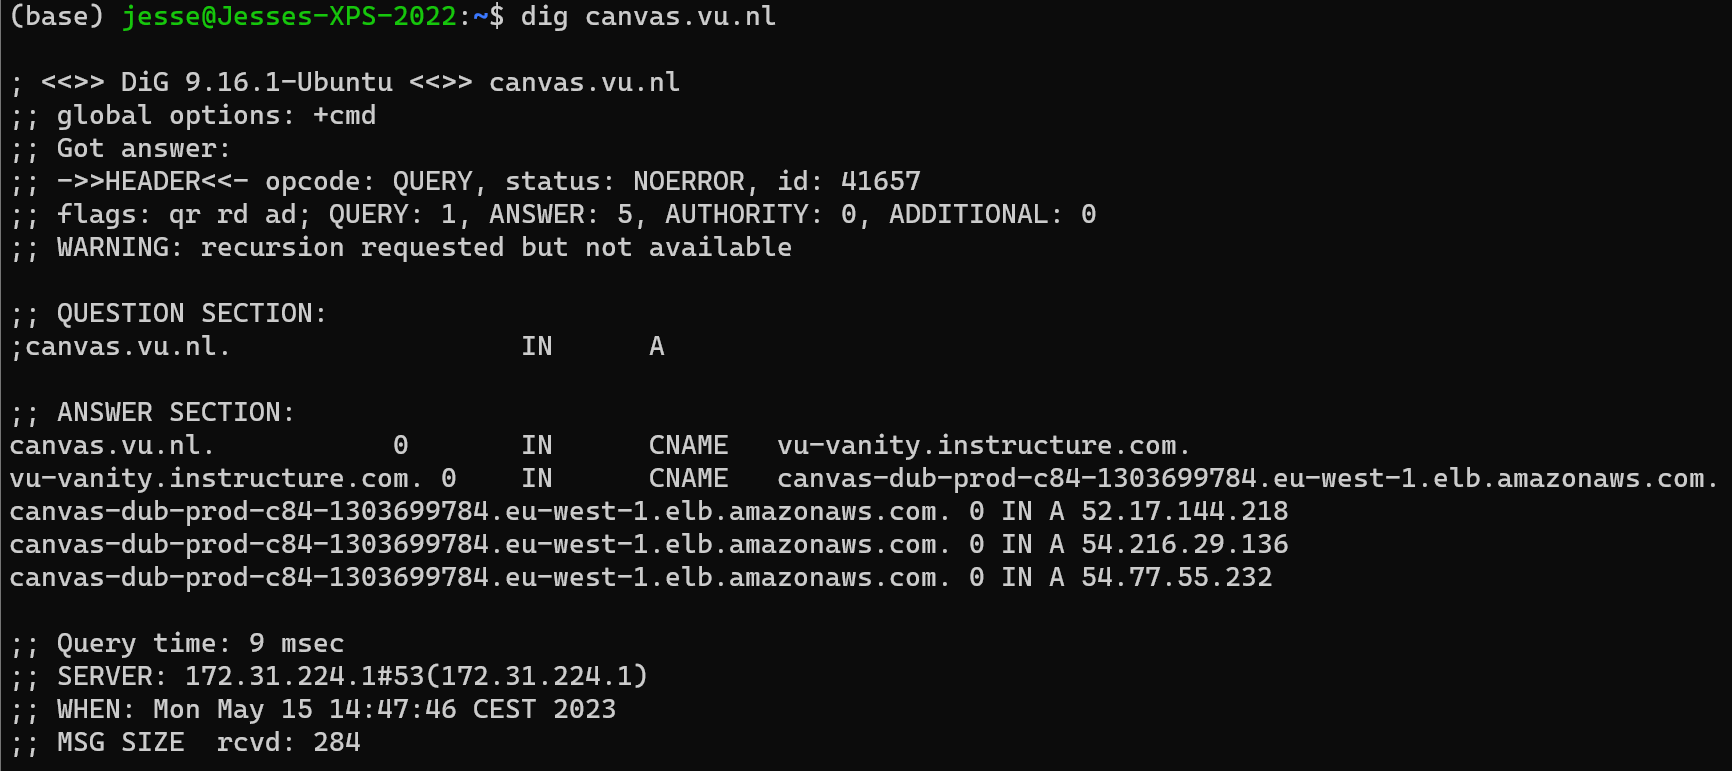 (base) jesse@Jesses-XPS-2022:~$ dig canvas.vu.nl

; <<>> DiG 9.16.1-Ubuntu <<>> canvas.vu.nl
;; global options: +cmd
;; Got answer:
;; ->>HEADER<<- opcode: QUERY, status: NOERROR, id: 41657
;; flags: qr rd ad; QUERY: 1, ANSWER: 5, AUTHORITY: 0, ADDITIONAL: 0
;; WARNING: recursion requested but not available

;; QUESTION SECTION:
;canvas.vu.nl.                  IN      A

;; ANSWER SECTION:
canvas.vu.nl.           0       IN      CNAME   vu-vanity.instructure.com.
vu-vanity.instructure.com. 0    IN      CNAME   canvas-dub-prod-c84-1303699784.eu-west-1.elb.amazonaws.com.
canvas-dub-prod-c84-1303699784.eu-west-1.elb.amazonaws.com. 0 IN A 52.17.144.218
canvas-dub-prod-c84-1303699784.eu-west-1.elb.amazonaws.com. 0 IN A 54.216.29.136
canvas-dub-prod-c84-1303699784.eu-west-1.elb.amazonaws.com. 0 IN A 54.77.55.232

;; Query time: 9 msec
;; SERVER: 172.31.224.1#53(172.31.224.1)
;; WHEN: Mon May 15 14:47:46 CEST 2023
;; MSG SIZE  rcvd: 284